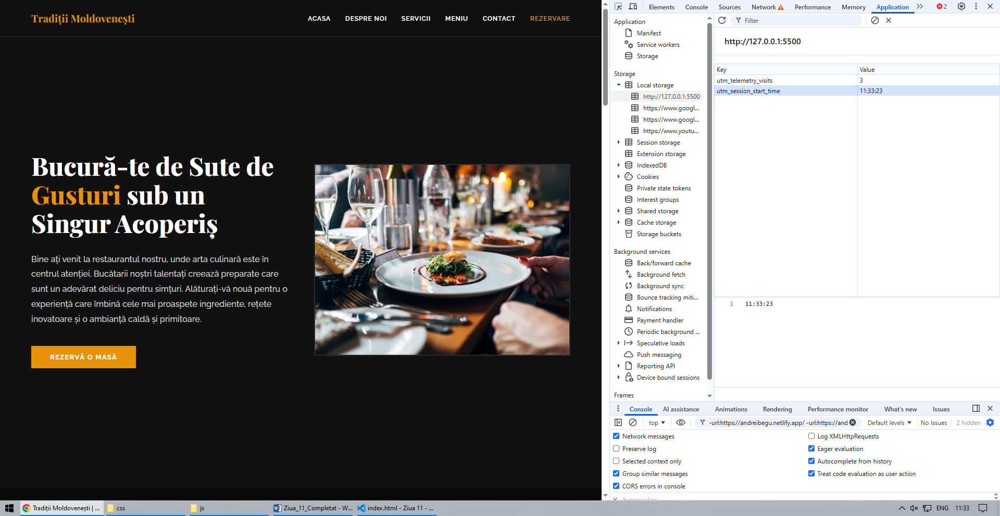 Tradiții Moldovenești
ACASA DESPRE NOI SERVICII MENIU CONTACT REZERVARE
Bucură-te de Sute de
Gusturi sub un
Singur Acoperiș
Bine ați venit la restaurantul nostru, unde arta culinară este în
centrul atenției. Bucătarii noștri talentați creează preparate care
sunt un adevărat deliciu pentru simțuri. Alăturați-vă nouă pentru o
experiență care îmbină cele mai proaspete ingrediente, rețete
inovatoare și o ambianță caldă și primitoare.
REZERVĂ O MASĂ
Elements Console Sources Network Performance Memory Application 2
Application
Manifest
Service workers
Storage
Storage
Local storage
http://127.0.0.1:5500
https://www.googl...
https://www.googl...
https://www.youtu...
Session storage
Extension storage
IndexedDB
Cookies
Private state tokens
Interest groups
Shared storage
Cache storage
Storage buckets
Background services
Back/forward cache
Background fetch
Background sync
Bounce tracking miti...
Notifications
Payment handler
Periodic background ...
Speculative loads
Push messaging
Reporting API
Device bound sessions
Frames
Filter
http://127.0.0.1:5500
Key Value
utm_telemetry_visits 3
utm_session_start_time 11:33:23
1 11:33:23
Console AI assistance Animations Rendering Performance monitor What's new Issues
top -url:https://andreibegu.netlify.app/ -url:https://and Default levels No Issues 2 hidden
Network messages Log XMLHttpRequests
Preserve log Eager evaluation
Selected context only Autocomplete from history
Group similar messages Treat code evaluation as user action
CORS errors in console
Expression
Tradiții Moldovenești | ... css js Ziua_11_Completat - W... index.html - Ziua 11 - ... ENG 11:33